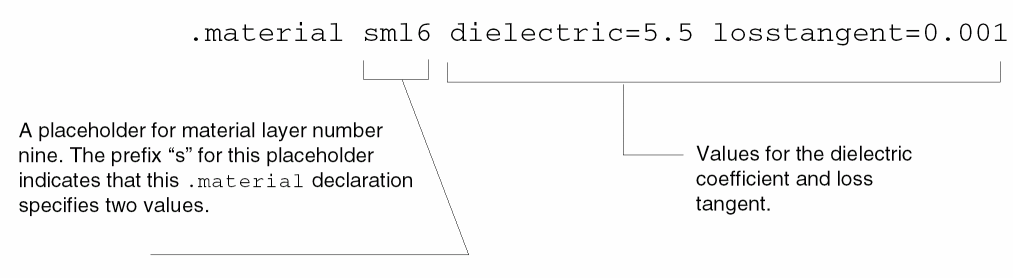 .material sml6 dielectric=5.5 losstangent=0.001
A placeholder for material layer number
nine. The prefix “s” for this placeholder
indicates that this .material declaration
specifies two values.
Values for the dielectric
coefficient and loss
tangent.